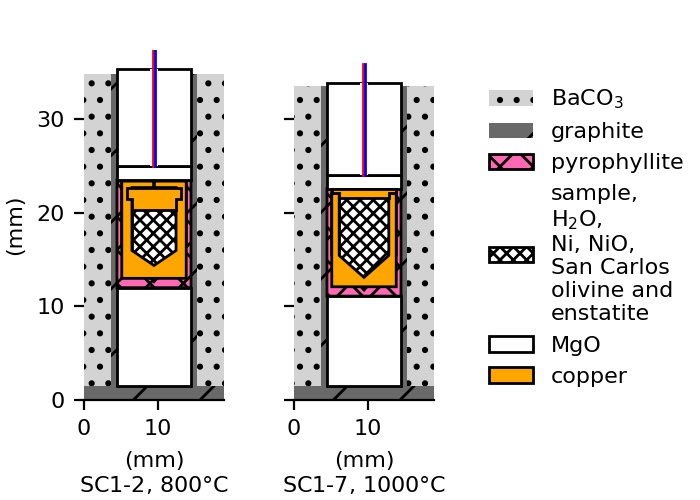 30
20
10
0
(mm)
0 10
(mm)
SC1-2, 800°C
0 10
(mm)
SC1-7, 1000°C
BaCO₃
graphite
pyrophyllite
sample,
H₂O,
Ni, NiO,
San Carlos
olivine and
enstatite
MgO
copper